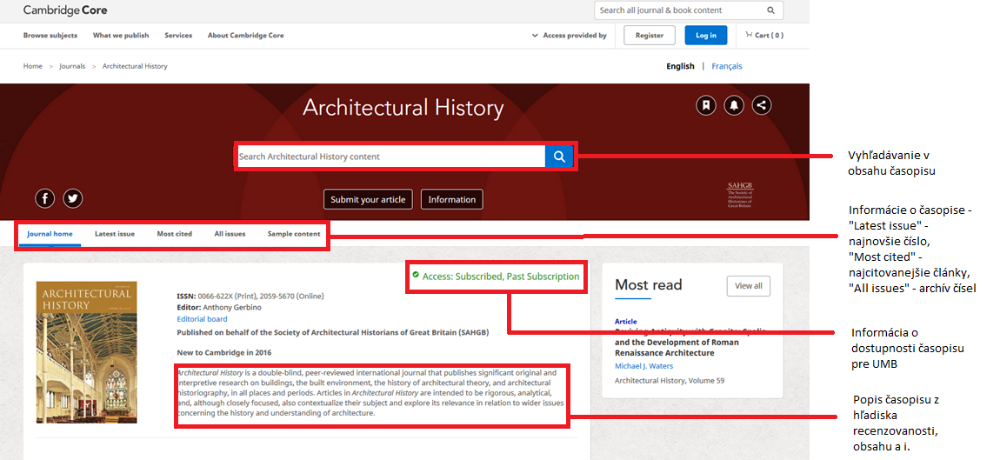 Cambridge Core
Search all journal & book content
Browse subjects What we publish Services About Cambridge Core
Access provided by Register Log in Cart ( 0 )
Home > Journals > Architectural History
English | Français
Architectural History
Search Architectural History content
Submit your article Information
SAHGB
The Society of
Architectural
Historians of
Great Britain
Journal home Latest issue Most cited All issues Sample content
ARCHITECTURAL
HISTORY
Access: Subscribed, Past Subscription
ISSN: 0066-622X (Print), 2059-5670 (Online)
Editor: Anthony Gerbino
Editorial board
Published on behalf of the Society of Architectural Historians of Great Britain (SAHGB)
New to Cambridge in 2016
Architectural History is a double-blind, peer-reviewed international journal that publishes significant original and
interpretive research on buildings, the built environment, the history of architectural theory, and architectural
historiography, in all places and periods. Articles in Architectural History are intended to be rigorous, analytical,
and, although closely focused, also contextualize their subject and explore its relevance in relation to wider issues
concerning the history and understanding of architecture.
Most read
View all
Article
Reviving Antiquity with Granite: Spolia
and the Development of Roman
Renaissance Architecture
Michael J. Waters
Architectural History, Volume 59
Vyhľadávanie v
obsahu časopisu
Informácie o časopise -
"Latest issue" -
najnovšie číslo,
"Most cited" -
najcitovanejšie články,
"All issues" - archív čísel
Informácia o
dostupnosti časopisu
pre UMB
Popis časopisu z
hľadiska
recenzovanosti,
obsahu a i.